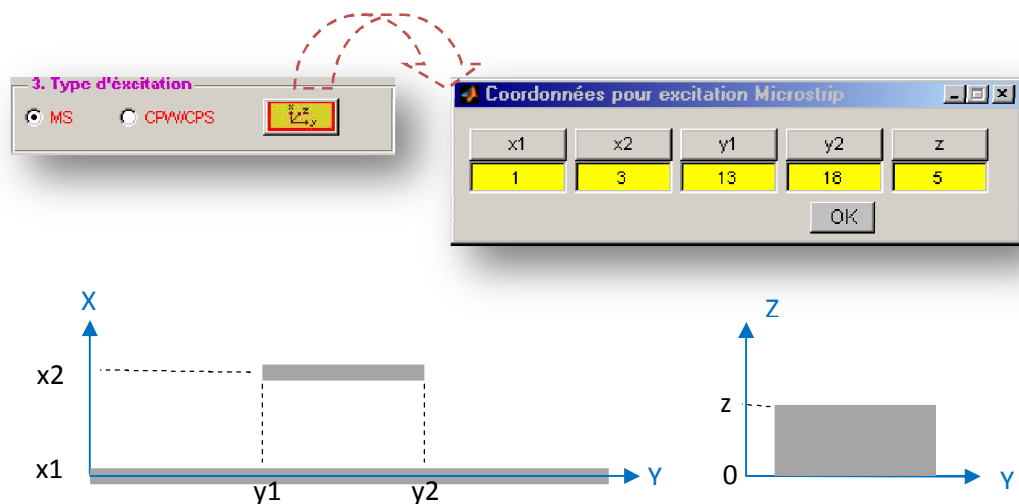 3. Type d'éxcitation
MS
CPW/CPS
x z y
Coordonnées pour excitation Microstrip
x1 x2 y1 y2 z
1 3 13 18 5
OK
X
x2
x1
y1 y2
Y
Z
z
0
Y